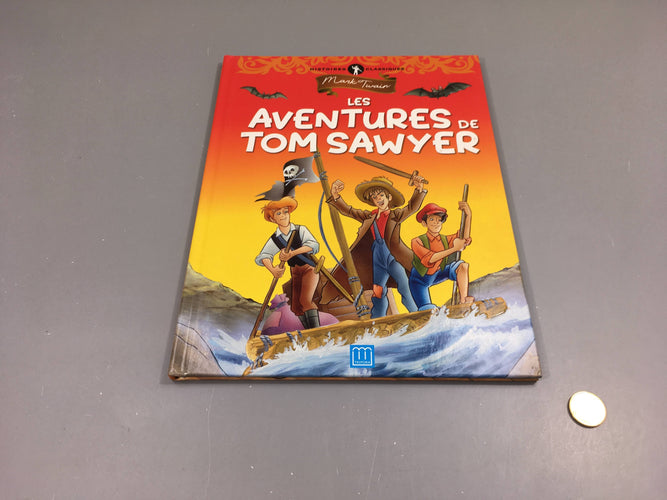 HISTOIRES CLASSIQUES
Mark Twain
LES
AVENTURES DE
TOM SAWYER